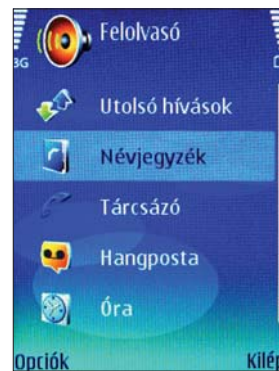 Felolvasó
3G
Utolsó hívások
Névjegyzék
Tárcsázó
Hangposta
Óra
Opciók